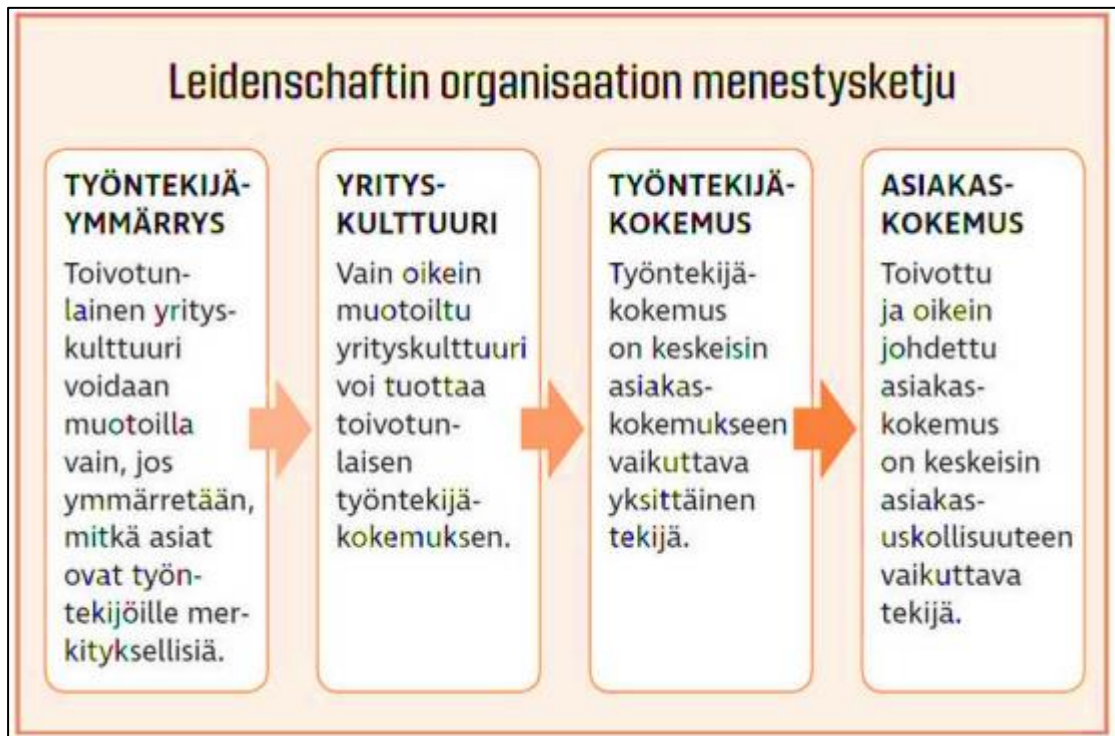 Leidenschaftin organisaation menestysketju
TYÖNTEKIJÄ-
YMMÄRRYS
Toivotun-
lainen yritys-
kulttuuri
voidaan
muotoilla
vain, jos
ymmärretään,
mitkä asiat
ovat työn-
tekijöille mer-
kityksellisiä.
YRITYS-
KULTTUURI
Vain oikein
muotoiltu
yrityskulttuuri
voi tuottaa
toivotun-
laisen
työntekijä-
kokemuksen.
TYÖNTEKIJÄ-
KOKEMUS
Työntekijä-
kokemus
on keskeisin
asiakas-
kokemukseen
vaikuttava
yksittäinen
tekijä.
ASIAKAS-
KOKEMUS
Toivottu
ja oikein
johdettu
asiakas-
kokemus
on keskeisin
asiakas-
uskollisuuteen
vaikuttava
tekijä.